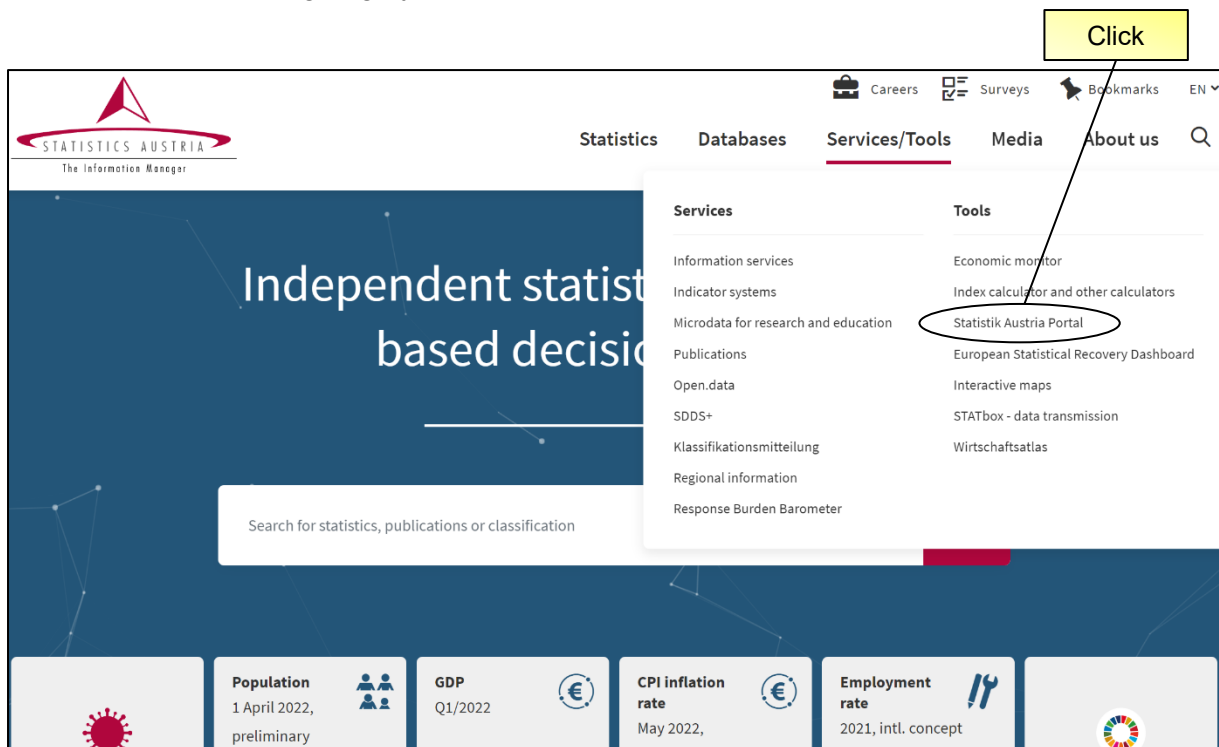 Click
Careers
Surveys
Bookmarks
EN
STATISTICS AUSTRIA
The Information Manager
Statistics
Databases
Services/Tools
Media
About us
Services
Information services
Indicator systems
Microdata for research and education
Publications
Open.data
SDDS+
Klassifikationsmitteilung
Regional information
Response Burden Barometer
Tools
Economic monitor
Index calculator and other calculators
Statistik Austria Portal
European Statistical Recovery Dashboard
Interactive maps
STATbox - data transmission
Wirtschaftsatlas
Independent statist
based decisio
Search for statistics, publications or classification
Population
1 April 2022,
preliminary
GDP
Q1/2022
CPI inflation
rate
May 2022,
Employment
rate
2021, intl. concept